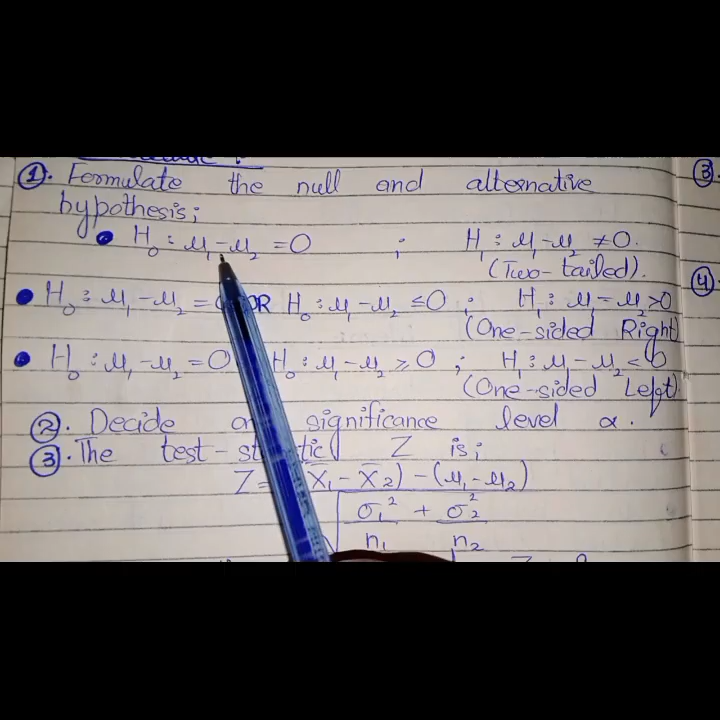 ①. Formulate the null and alternative
hypothesis;
• H₀ : μ₁ - μ₂ = 0 ; H₁ : μ₁ - μ₂ ≠ 0.
(Two-tailed).
• H₀ : μ₁ - μ₂ = 0 OR H₀ : μ₁ - μ₂ ≤ 0 ; H₁ : μ₁ - μ₂ > 0
(One-sided Right)
• H₀ : μ₁ - μ₂ = 0 H₀ : μ₁ - μ₂ ≥ 0 ; H₁ : μ₁ - μ₂ < 0
(One-sided Left)
②. Decide on significance level α.
③. The test-statistic Z is;
Z = (X̄₁ - X̄₂) - (μ₁ - μ₂)
σ₁² + σ₂²
n₁ n₂
③
④